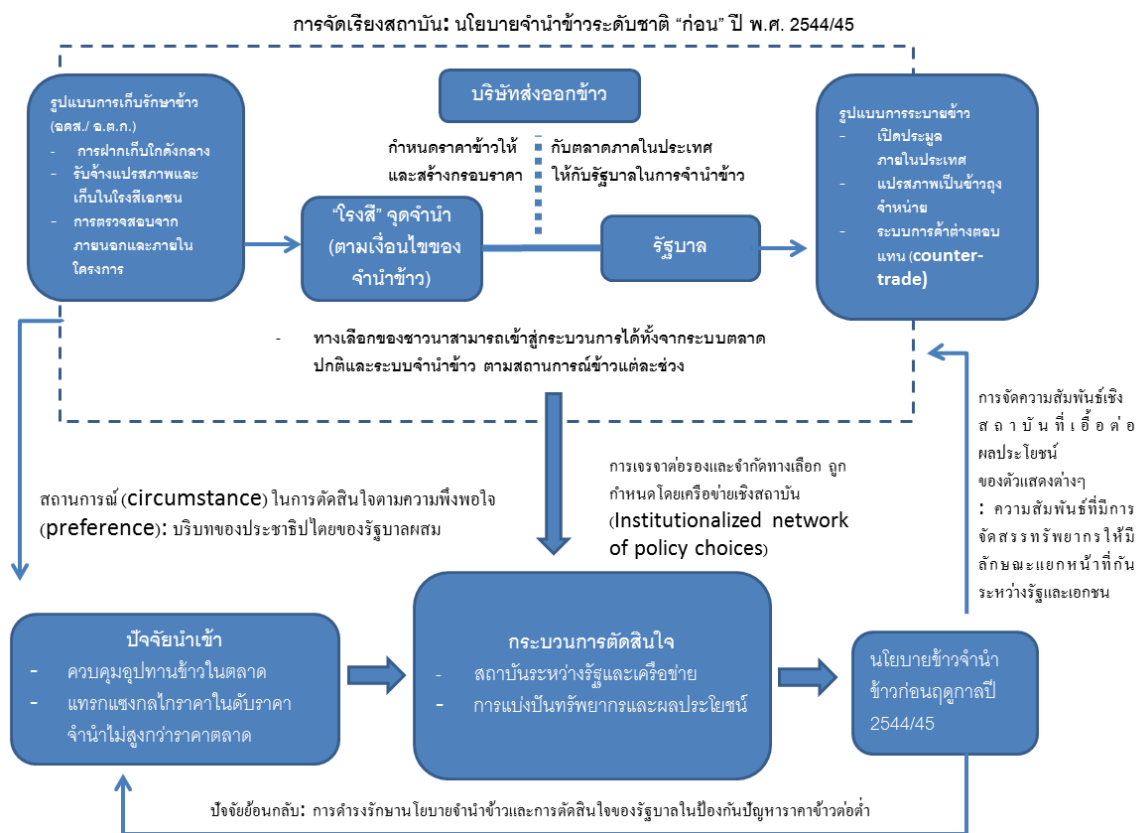 การจัดเรียงสถาบัน: นโยบายจำนำข้าวระดับชาติ “ก่อน” ปี พ.ศ. 2544/45
รูปแบบการเก็บรักษาข้าว
(อคส./ อ.ต.ก.)
- การฝากเก็บโกดังกลาง
- รับจ้างแปรสภาพและ
เก็บในโรงสีเอกชน
- การตรวจสอบจาก
ภายนอกและภายใน
โครงการ
บริษัทส่งออกข้าว
กำหนดราคาข้าวให้
และสร้างกรอบราคา
กับตลาดภาคในประเทศ
ให้กับรัฐบาลในการจำนำข้าว
“โรงสี” จุดจำนำ
(ตามเงื่อนไขของ
จำนำข้าว)
รัฐบาล
รูปแบบการระบายข้าว
- เปิดประมูล
ภายในประเทศ
- แปรสภาพเป็นข้าวถุง
จำหน่าย
- ระบบการค้าต่างตอบ
แทน (counter-
trade)
- ทางเลือกของชาวนาสามารถเข้าสู่กระบวนการได้ทั้งจากระบบตลาด
ปกติและระบบจำนำข้าว ตามสถานการณ์ข้าวแต่ละช่วง
สถานการณ์ (circumstance) ในการตัดสินใจตามความพึงพอใจ
(preference): บริบทของประชาธิปไตยของรัฐบาลผสม
การเจรจาต่อรองและจำกัดทางเลือก ถูก
กำหนดโดยเครือข่ายเชิงสถาบัน
(Institutionalized network
of policy choices)
การจัดความสัมพันธ์เชิง
สถาบันที่เอื้อต่อ
ผลประโยชน์
ของตัวแสดงต่างๆ
: ความสัมพันธ์ที่มีการ
จัดสรรทรัพยากรให้มี
ลักษณะแยกหน้าที่กัน
ระหว่างรัฐและเอกชน
ปัจจัยนำเข้า
- ควบคุมอุปทานข้าวในตลาด
- แทรกแซงกลไกราคาในดับราคา
จำนำไม่สูงกว่าราคาตลาด
กระบวนการตัดสินใจ
- สถาบันระหว่างรัฐและเครือข่าย
- การแบ่งปันทรัพยากรและผลประโยชน์
นโยบายข้าวจำนำ
ข้าวก่อนฤดูกาลปี
2544/45
ปัจจัยย้อนกลับ: การดำรงรักษานโยบายจำนำข้าวและการตัดสินใจของรัฐบาลในป้องกันปัญหาราคาข้าวต่อต่ำ